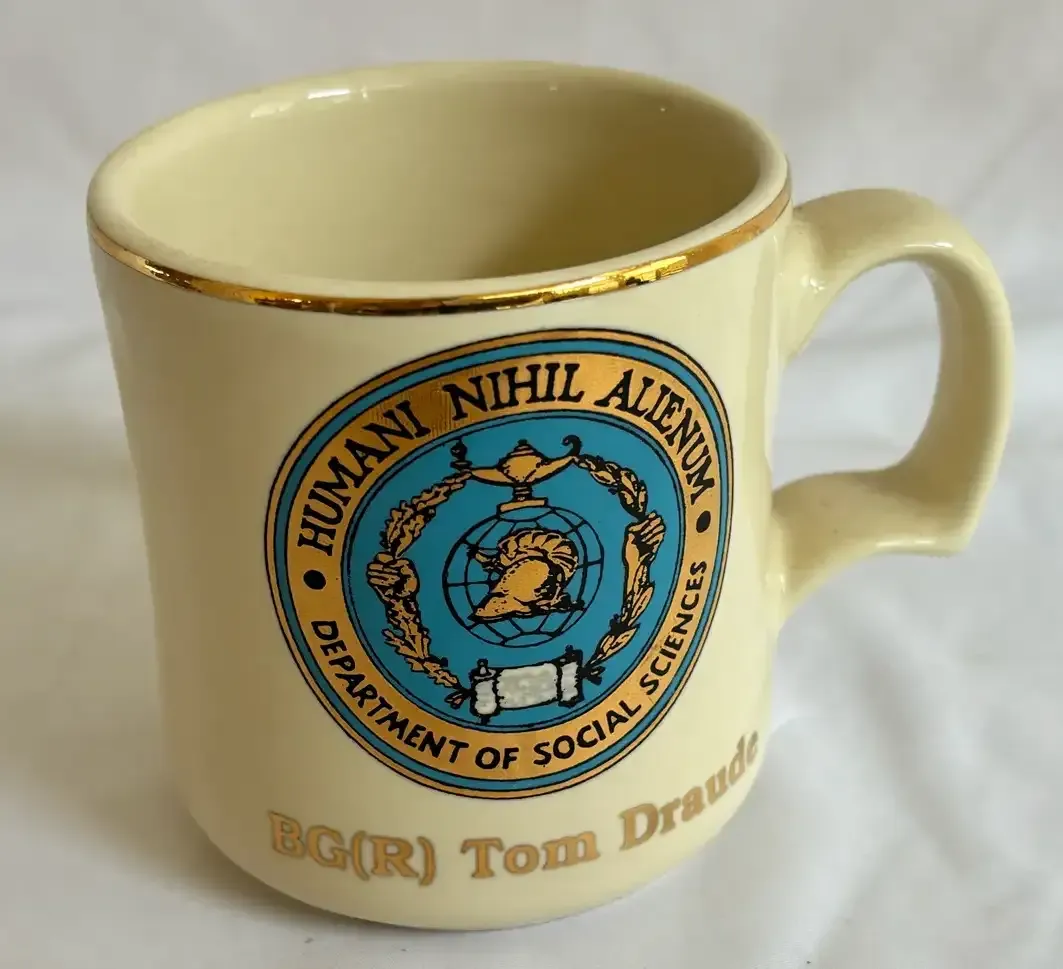 HUMANI NIHIL ALIENUM
DEPARTMENT OF SOCIAL SCIENCES
BG(R) Tom Draude